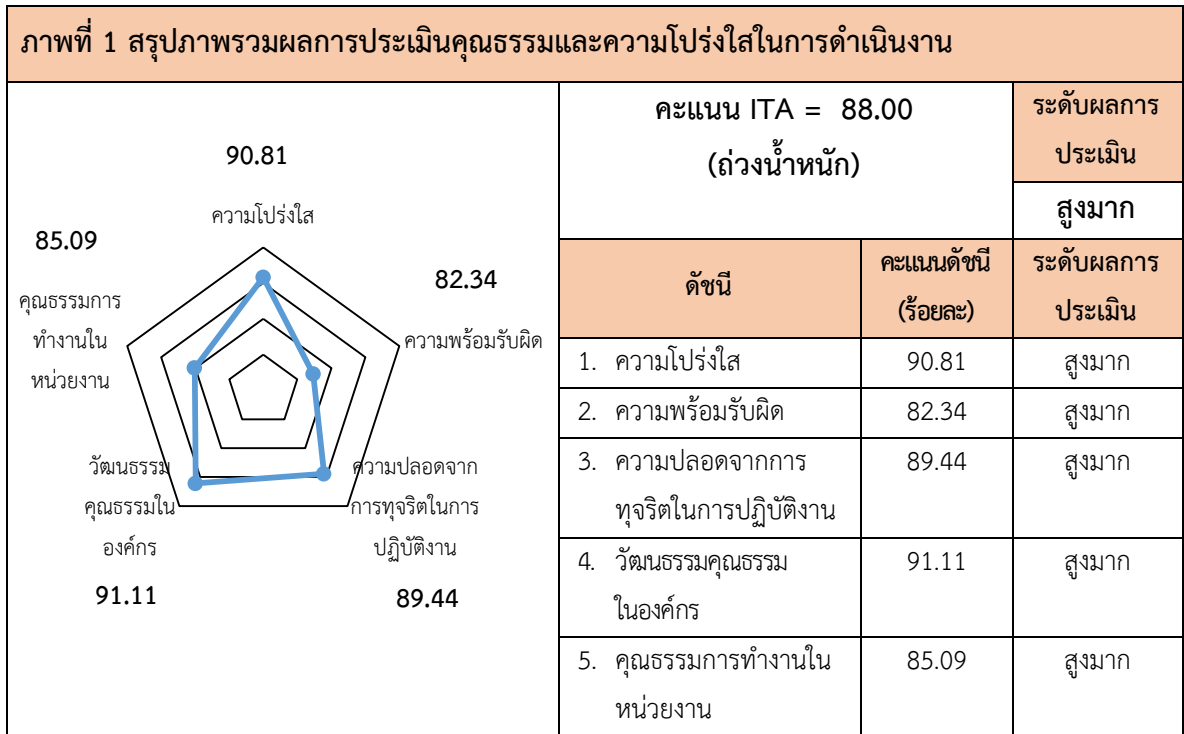 ภาพที่ 1 สรุปภาพรวมผลการประเมินคุณธรรมและความโปร่งใสในการดำเนินงาน
90.81
ความโปร่งใส
85.09
คุณธรรมการ
ทำงานใน
หน่วยงาน
82.34
ความพร้อมรับผิด
วัฒนธรรม
คุณธรรมใน
องค์กร
91.11
ความปลอดจาก
การทุจริตในการ
ปฏิบัติงาน
89.44
คะแนน ITA = 88.00
(ถ่วงน้ำหนัก)
ระดับผลการ
ประเมิน
สูงมาก
ดัชนี
คะแนนดัชนี
(ร้อยละ)
ระดับผลการ
ประเมิน
1. ความโปร่งใส 90.81 สูงมาก
2. ความพร้อมรับผิด 82.34 สูงมาก
3. ความปลอดจากการ 89.44 สูงมาก
ทุจริตในการปฏิบัติงาน
4. วัฒนธรรมคุณธรรม 91.11 สูงมาก
ในองค์กร
5. คุณธรรมการทำงานใน 85.09 สูงมาก
หน่วยงาน